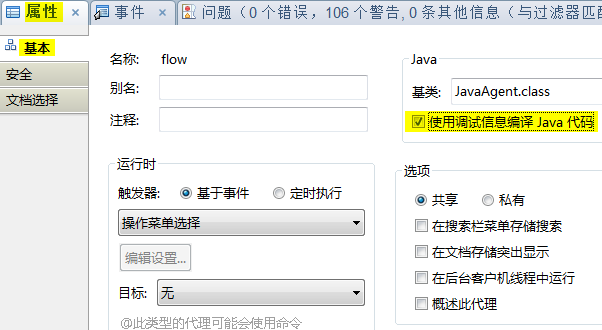 属性 事件 问题（0 个错误，106 个警告, 0 条其他信息（与过滤器匹配
基本
安全
文档选择
名称: flow
别名:
注释:
Java
基类: JavaAgent.class
使用调试信息编译 Java 代码
运行时
触发器: 基于事件 定时执行
操作菜单选择
编辑设置...
目标: 无
@此类型的代理可能会使用命令
选项
共享 私有
在搜索栏菜单存储搜索
在文档存储突出显示
在后台客户机线程中运行
概述此代理